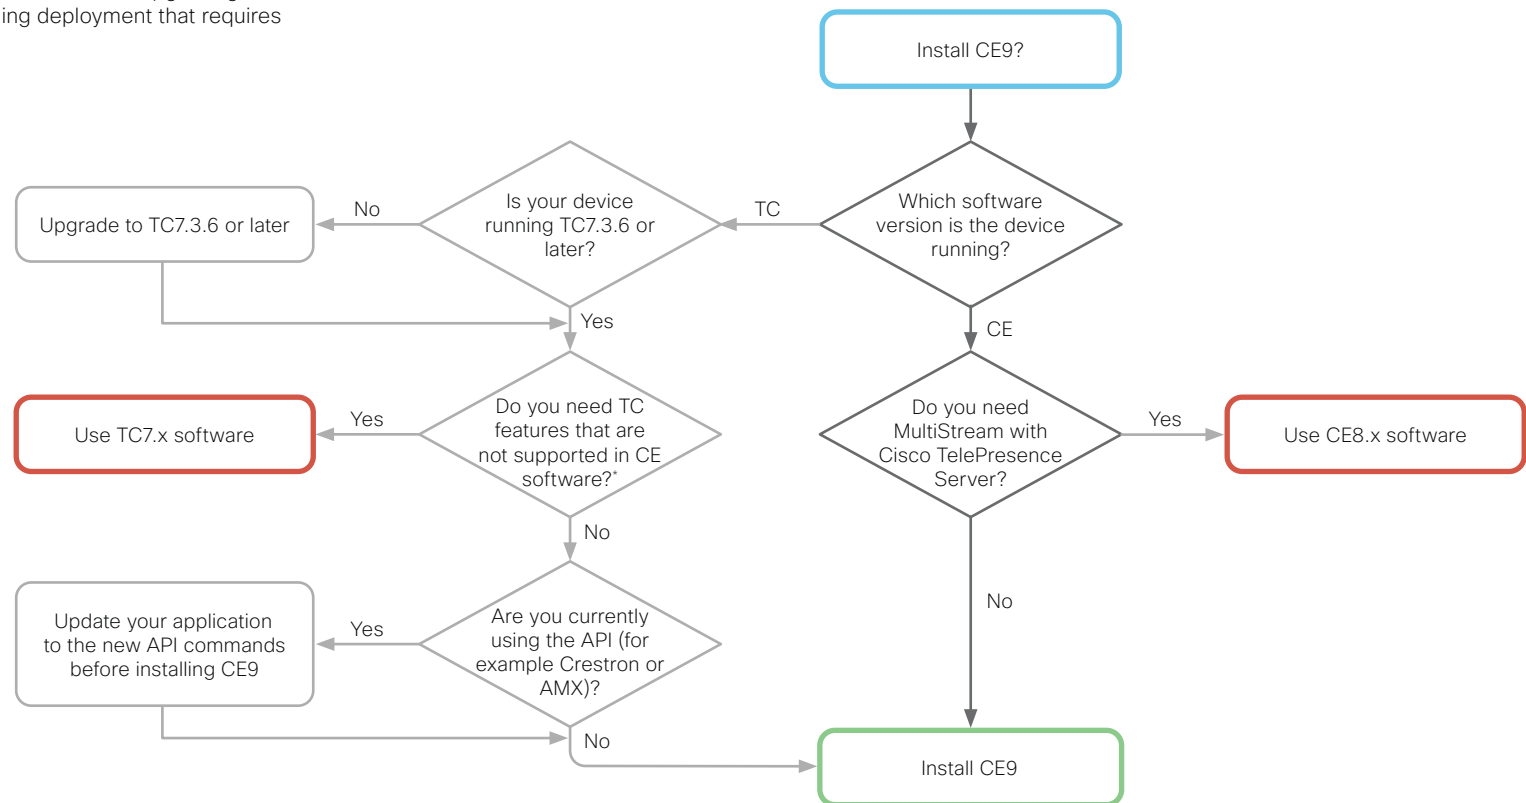 ing deployment that requires
Install CE9?
Which software
version is the device
running?
TC
Is your device
running TC7.3.6 or
later?
No
Upgrade to TC7.3.6 or later
Yes
CE
Do you need TC
features that are
not supported in CE
software?*
Yes
Use TC7.x software
Do you need
MultiStream with
Cisco TelePresence
Server?
Yes
Use CE8.x software
No
Are you currently
using the API (for
example Crestron or
AMX)?
Yes
Update your application
to the new API commands
before installing CE9
No
No
Install CE9